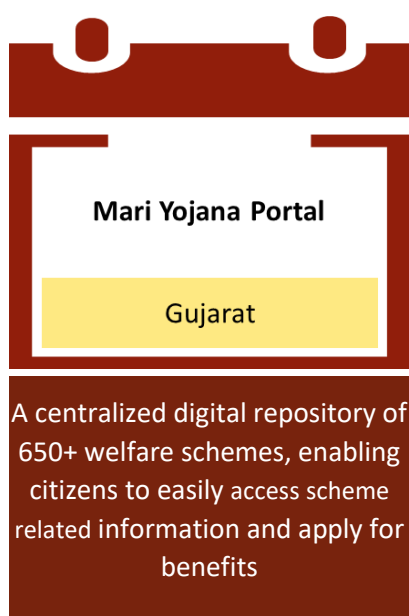 Mari Yojana Portal
Gujarat
A centralized digital repository of
650+ welfare schemes, enabling
citizens to easily access scheme
related information and apply for
benefits